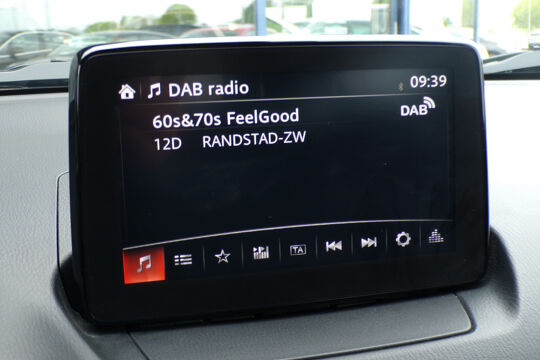 DAB radio
09:39
60s&70s FeelGood
DAB
12D RANDSTAD-ZW
TA